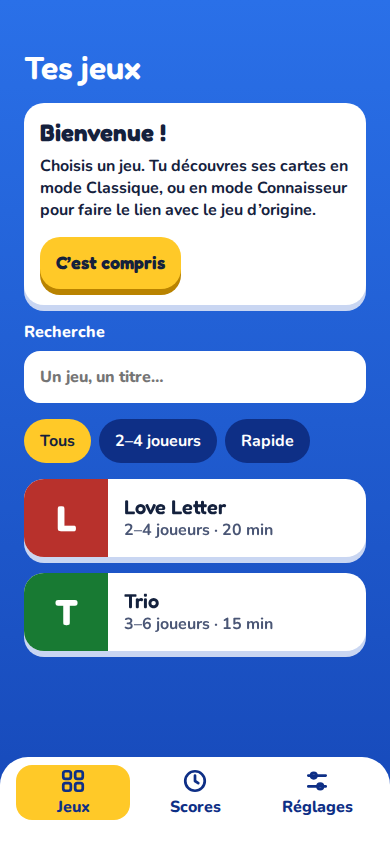 Tes jeux
Bienvenue !
Choisis un jeu. Tu découvres ses cartes en
mode Classique, ou en mode Connaisseur
pour faire le lien avec le jeu d’origine.
C’est compris
Recherche
Un jeu, un titre…
Tous
2–4 joueurs
Rapide
L
Love Letter
2–4 joueurs · 20 min
T
Trio
3–6 joueurs · 15 min
Jeux
Scores
Réglages